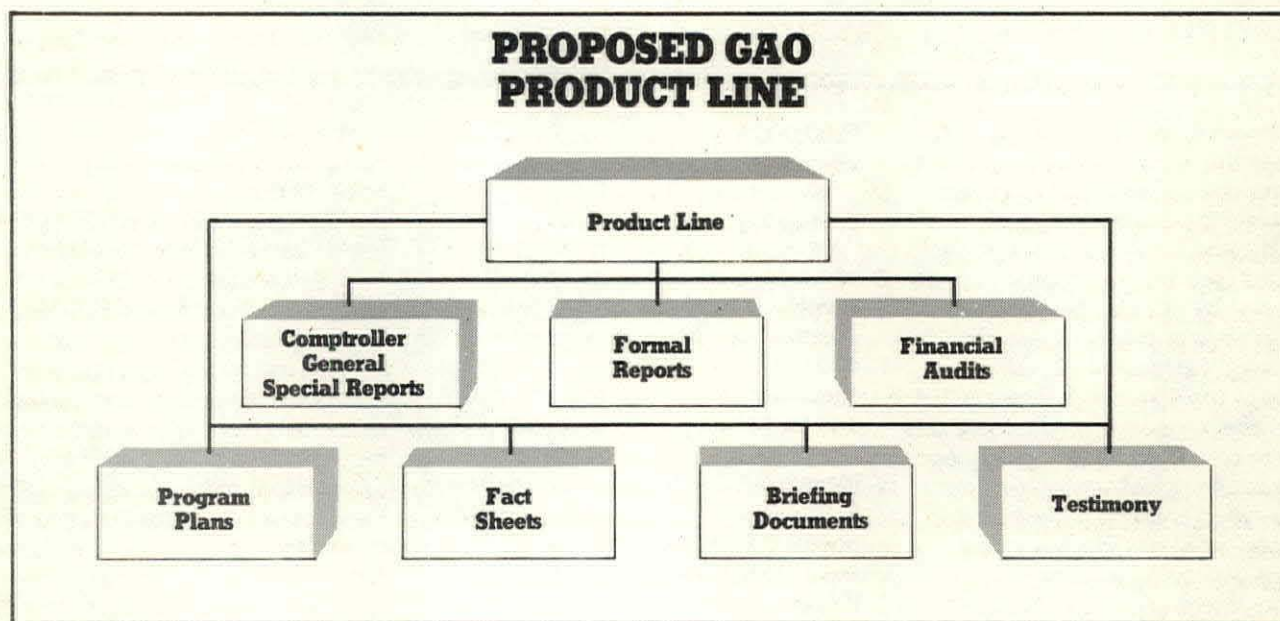 PROPOSED GAO
PRODUCT LINE
Product Line
Comptroller
General
Special Reports
Formal
Reports
Financial
Audits
Program
Plans
Fact
Sheets
Briefing
Documents
Testimony